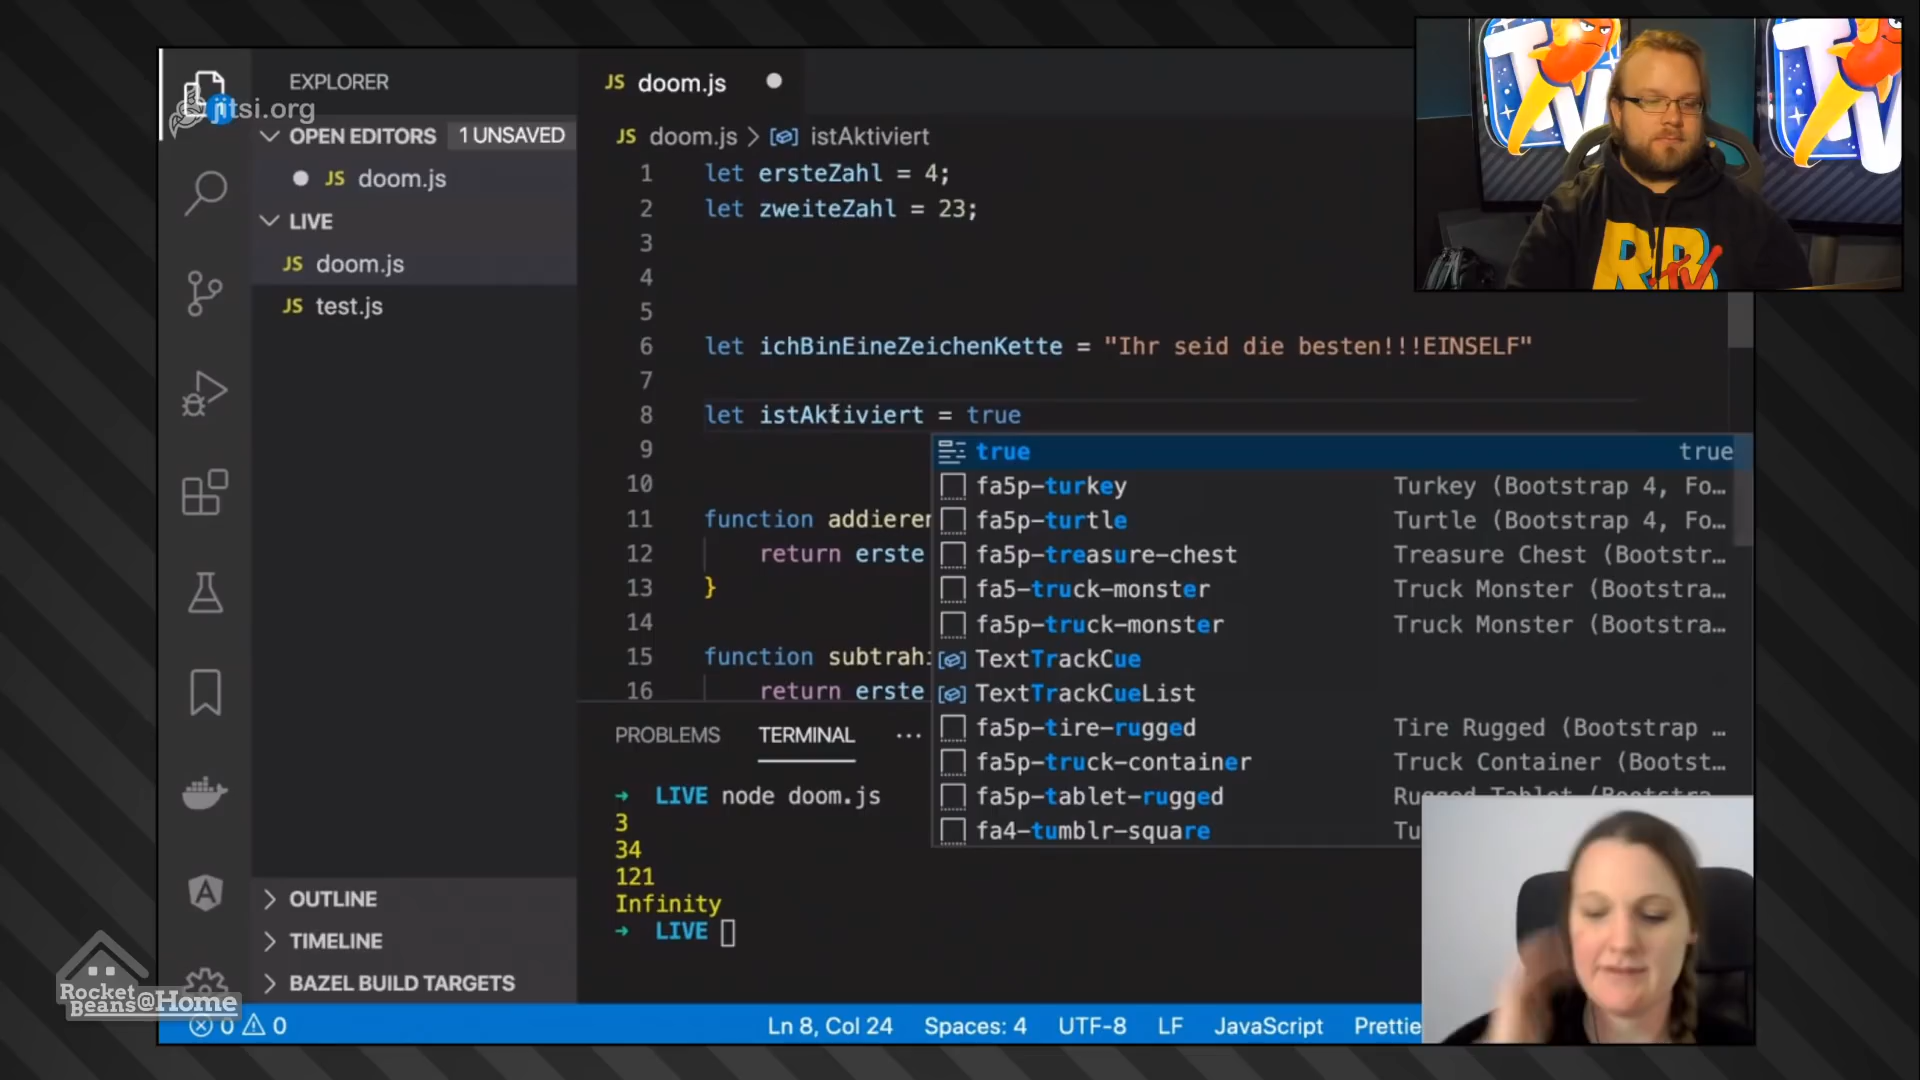 jitsi.org
EXPLORER
OPEN EDITORS 1 UNSAVED
JS doom.js
LIVE
JS doom.js
JS test.js
OUTLINE
TIMELINE
BAZEL BUILD TARGETS
JS doom.js
JS doom.js > istAktiviert
1 let ersteZahl = 4;
2 let zweiteZahl = 23;
3
4
5
6 let ichBinEineZeichenKette = "Ihr seid die besten!!!EINSELF"
7
8 let istAktiviert = true
9
10
11 function addieren
12 return erste
13 }
14
15 function subtrahi
16 return erste
true true
fa5p-turkey Turkey (Bootstrap 4, Fo…
fa5p-turtle Turtle (Bootstrap 4, Fo…
fa5p-treasure-chest Treasure Chest (Bootstr…
fa5-truck-monster Truck Monster (Bootstra…
fa5p-truck-monster Truck Monster (Bootstra…
TextTrackCue
TextTrackCueList
fa5p-tire-rugged Tire Rugged (Bootstrap …
fa5p-truck-container Truck Container (Bootst…
fa5p-tablet-rugged Rugged Tablet (Bootstra…
fa4-tumblr-square Tu
PROBLEMS TERMINAL ···
→ LIVE node doom.js
3
34
121
Infinity
→ LIVE
0 0 Ln 8, Col 24 Spaces: 4 UTF-8 LF JavaScript Prettie
Rocket
Beans@Home
TV
TV
RBTV